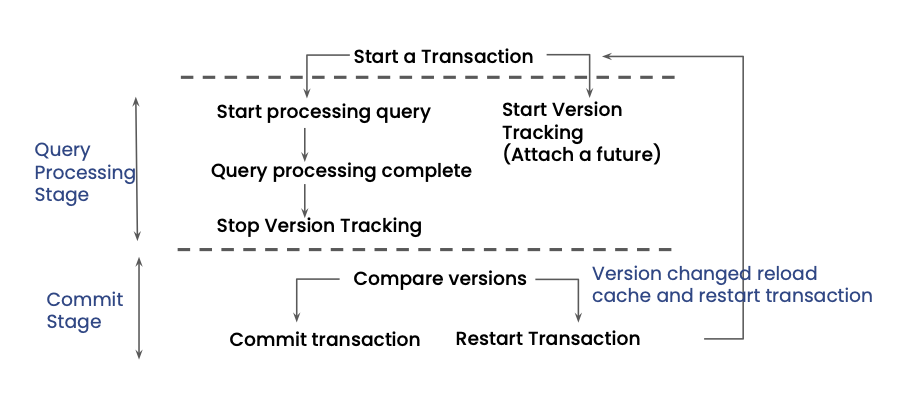 Start a Transaction
Start processing query
Start Version
Tracking
(Attach a future)
Query
Processing
Stage
Query processing complete
Stop Version Tracking
Compare versions
Version changed reload
cache and restart transaction
Commit
Stage
Commit transaction
Restart Transaction